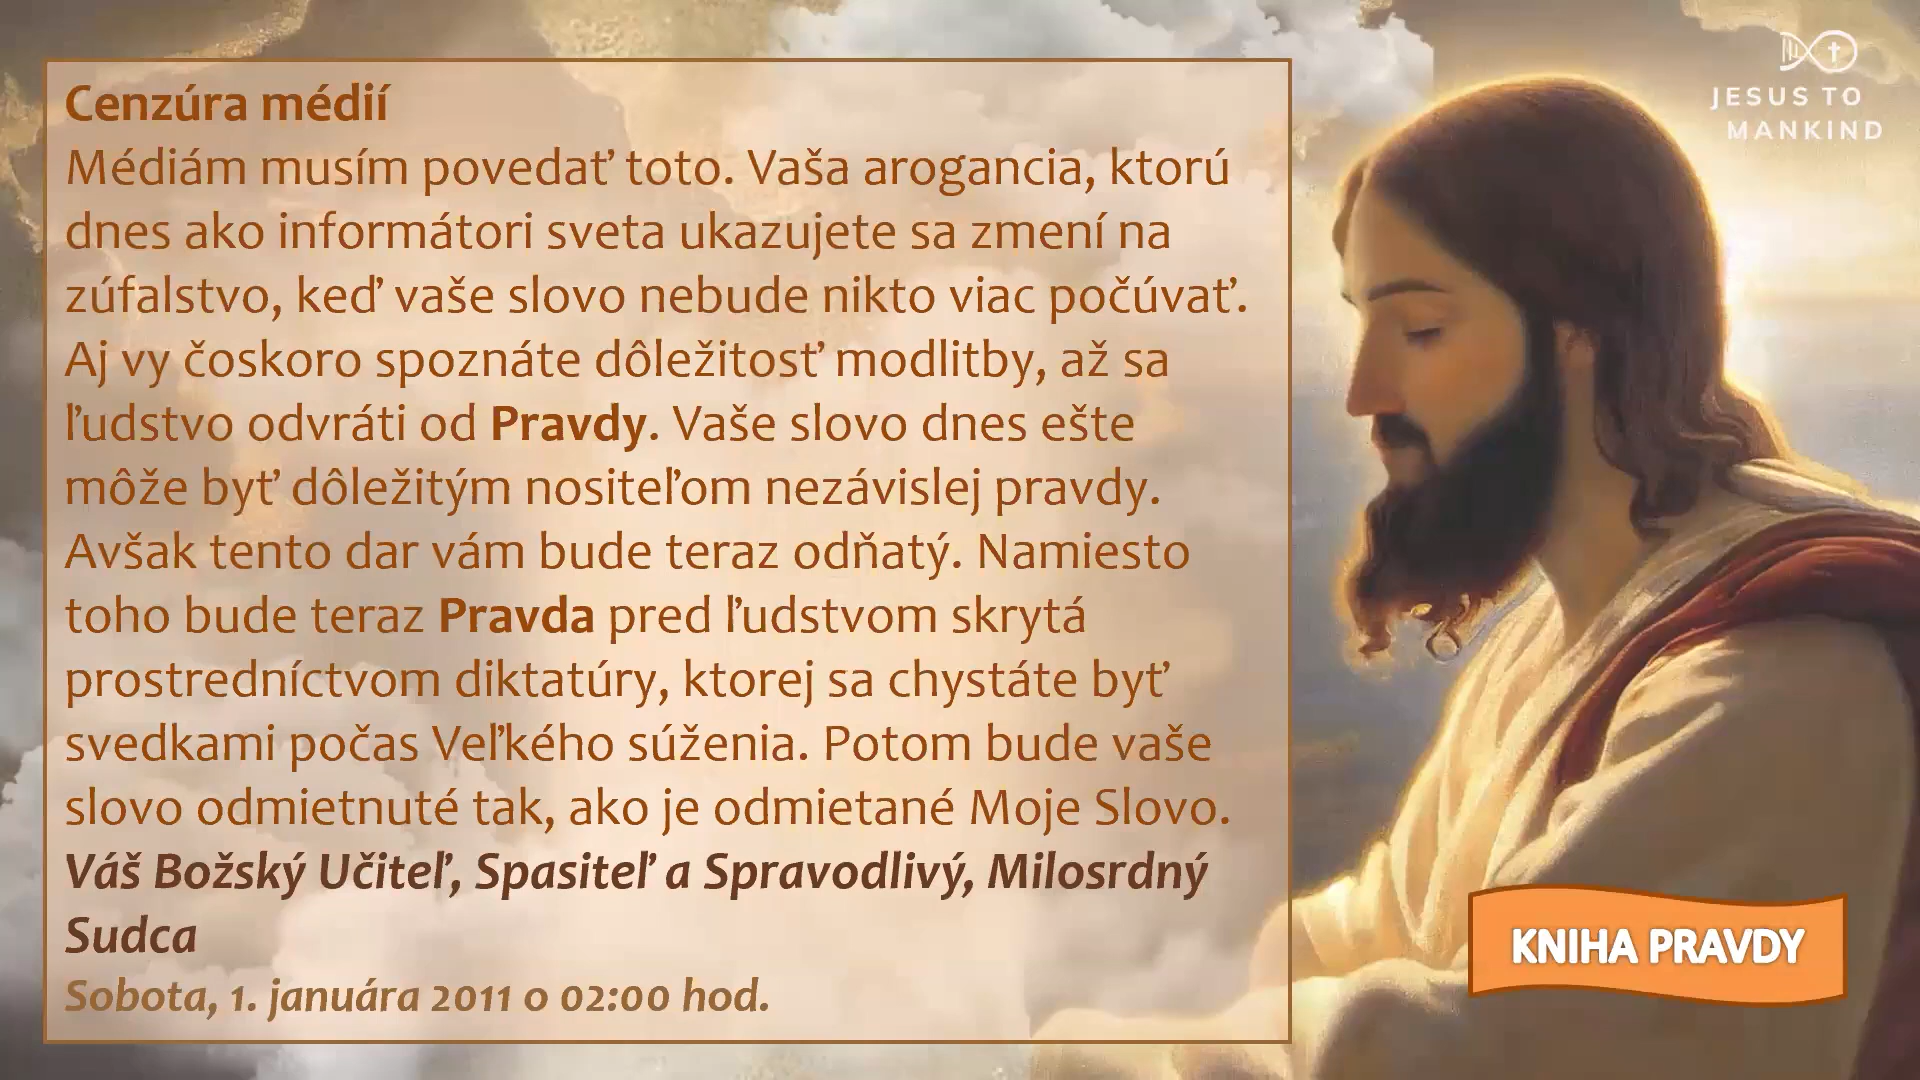 Cenzúra médií
Médiám musím povedať toto. Vaša arogancia, ktorú
dnes ako informátori sveta ukazujete sa zmení na
zúfalstvo, keď vaše slovo nebude nikto viac počúvať.
Aj vy čoskoro spoznáte dôležitosť modlitby, až sa
ľudstvo odvráti od Pravdy. Vaše slovo dnes ešte
môže byť dôležitým nositeľom nezávislej pravdy.
Avšak tento dar vám bude teraz odňatý. Namiesto
toho bude teraz Pravda pred ľudstvom skrytá
prostredníctvom diktatúry, ktorej sa chystáte byť
svedkami počas Veľkého súženia. Potom bude vaše
slovo odmietnuté tak, ako je odmietané Moje Slovo.
Váš Božský Učiteľ, Spasiteľ a Spravodlivý, Milosrdný
Sudca
Sobota, 1. januára 2011 o 02:00 hod.
JESUS TO
MANKIND
KNIHA PRAVDY